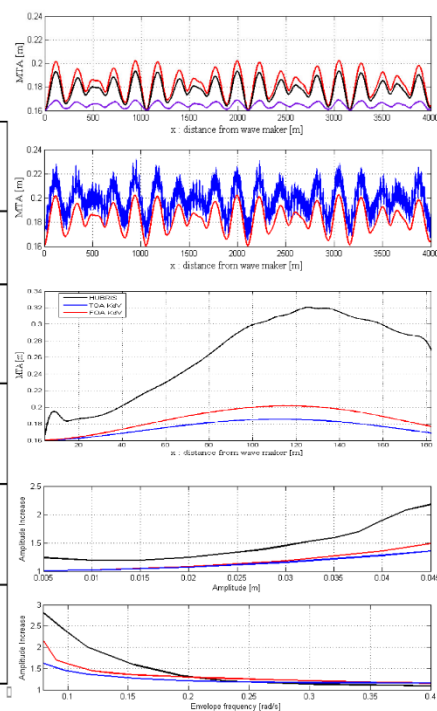 0.24
0.22
0.2
0.18
0.16
MTA [m]
0 500 1000 1500 2000 2500 3000 3500 4000
x : distance from wave maker [m]
0.24
0.22
0.2
0.18
0.16
MTA [m]
0 500 1000 1500 2000 2500 3000 3500 4000
x : distance from wave maker [m]
0.34
0.32
0.3
0.28
0.24
0.2
0.18
0.16
MTA [m]
HUBRIS
TOA KdV
FOA KdV
0 20 40 60 80 100 120 140 160 180
x : distance from wave maker [m]
2.5
2
1.5
1
Amplitude Increase
0.005 0.01 0.015 0.02 0.025 0.03 0.035 0.04 0.045
Amplitude [m]
3
2.5
2
1.5
1
Amplitude Increase
0.1 0.15 0.2 0.25 0.3 0.35 0.4
Envelope frequency [rad/s]